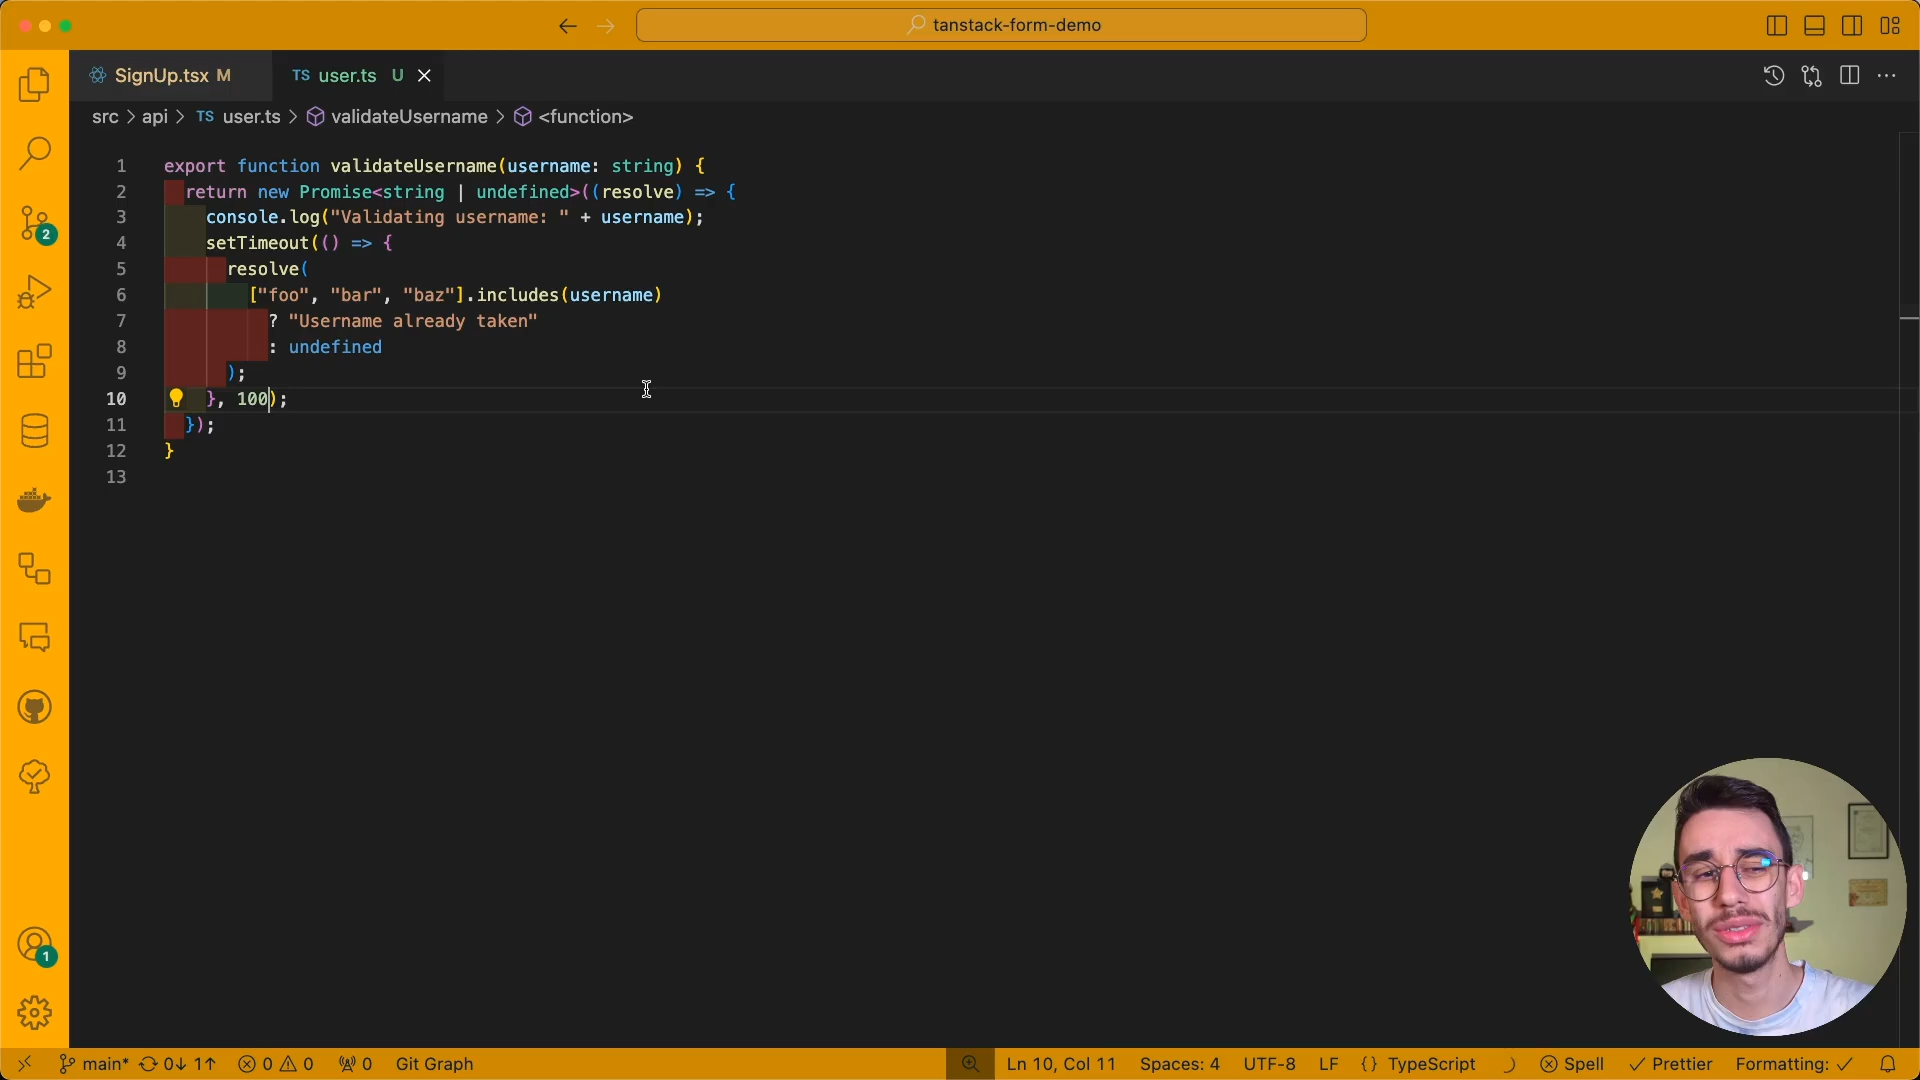 tanstack-form-demo
SignUp.tsx M
TS user.ts U
src > api > TS user.ts > validateUsername > <function>
1 export function validateUsername(username: string) {
2 return new Promise<string | undefined>((resolve) => {
3 console.log("Validating username: " + username);
4 setTimeout(() => {
5 resolve(
6 ["foo", "bar", "baz"].includes(username)
7 ? "Username already taken"
8 : undefined
9 );
10 }, 100);
11 });
12 }
13
2
1
main* 0↓ 1↑ 0 0 0 Git Graph Ln 10, Col 11 Spaces: 4 UTF-8 LF {} TypeScript Spell Prettier Formatting: